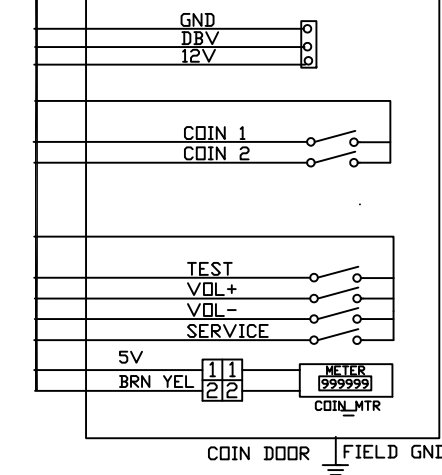 GND
DBV
12V
COIN 1
COIN 2
TEST
VOL+
VOL-
SERVICE
5V
1 1
BRN YEL
2 2
METER
999999
COIN_MTR
COIN DOOR
FIELD GND